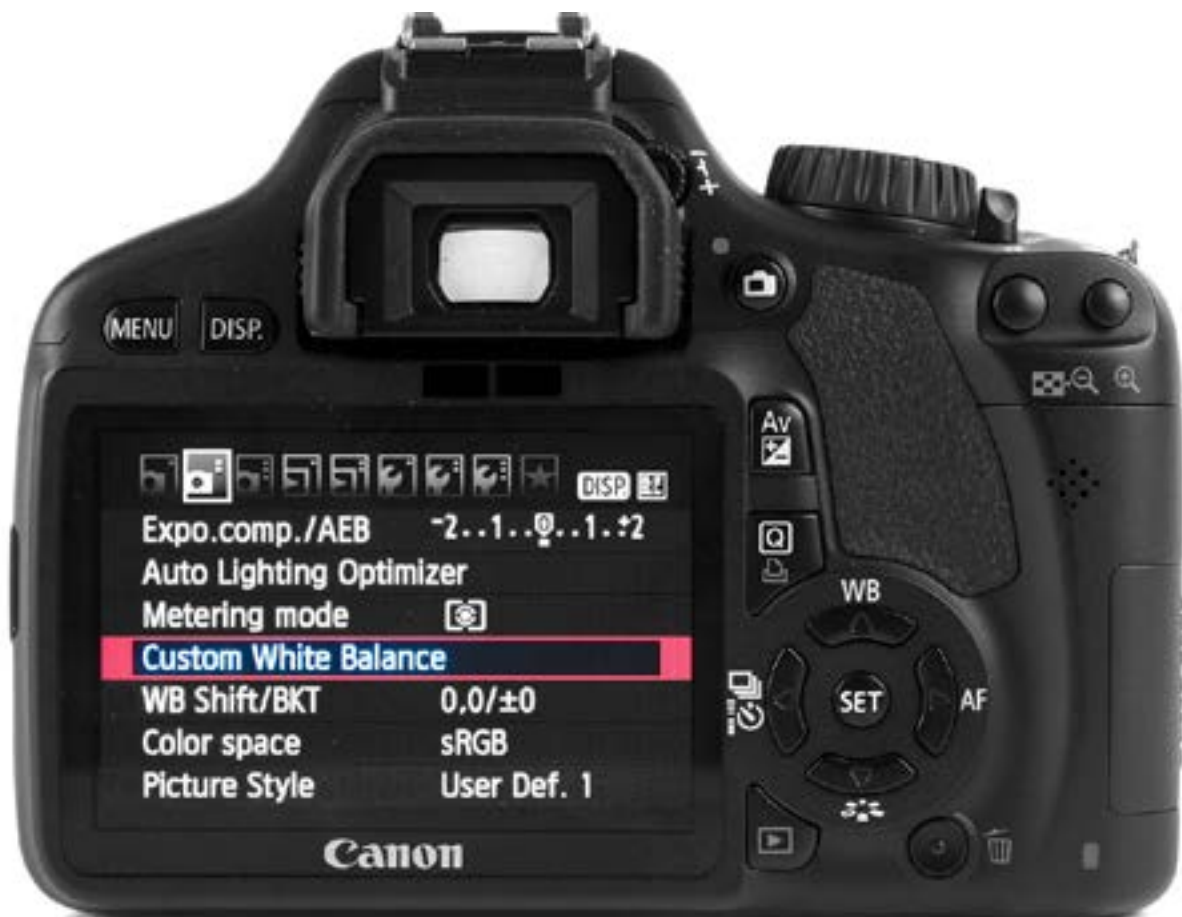 MENU DISP.
DISP
Expo.comp./AEB -2..1..0..1.+2
Auto Lighting Optimizer
Metering mode
Custom White Balance
WB Shift/BKT 0,0/±0
Color space sRGB
Picture Style User Def. 1
Canon
Av
Q
WB
SET AF